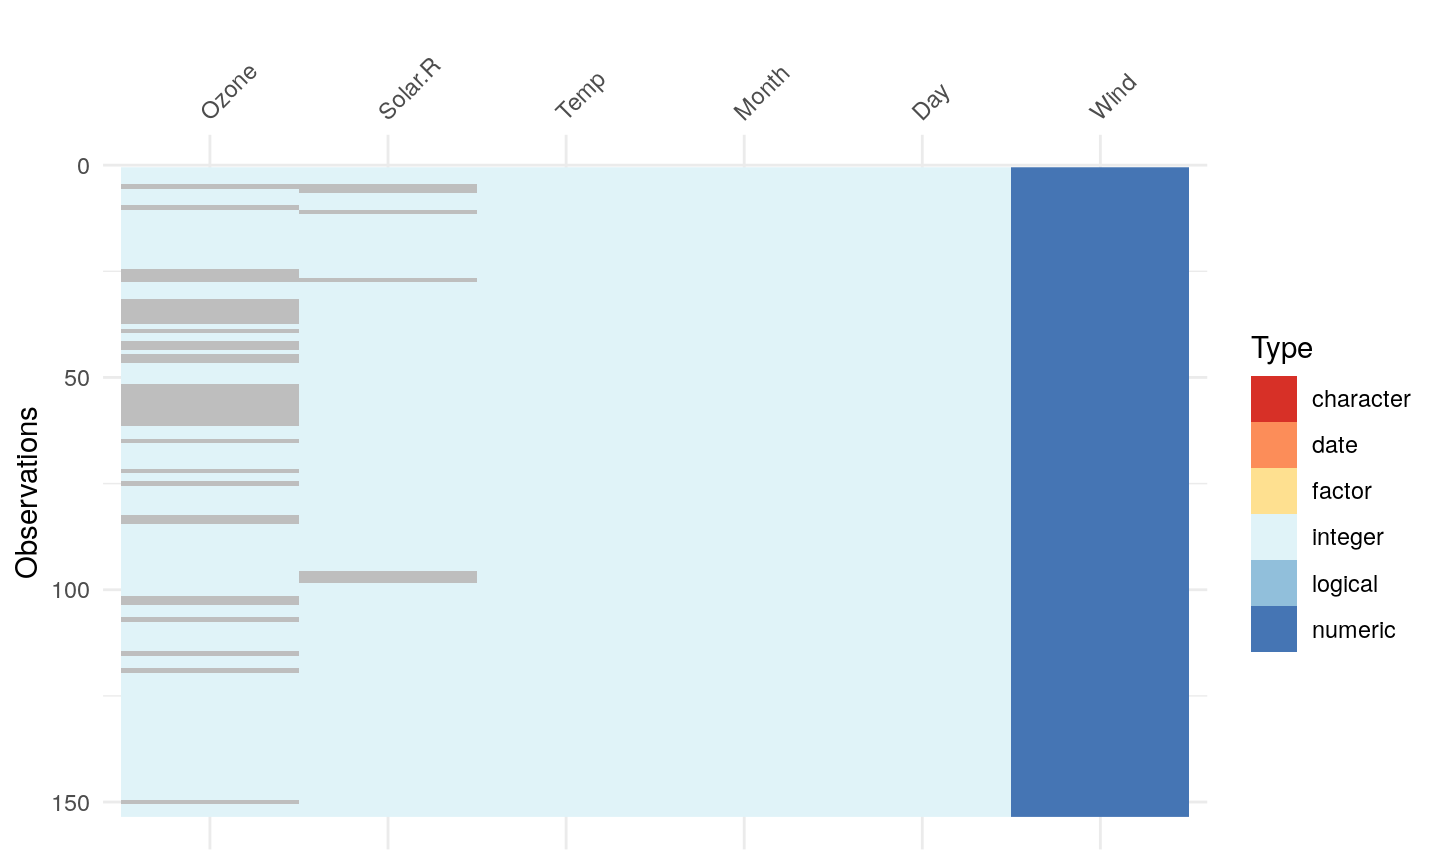 Ozone
Solar.R
Temp
Month
Day
Wind
0
50
100
150
Observations
Type
character
date
factor
integer
logical
numeric